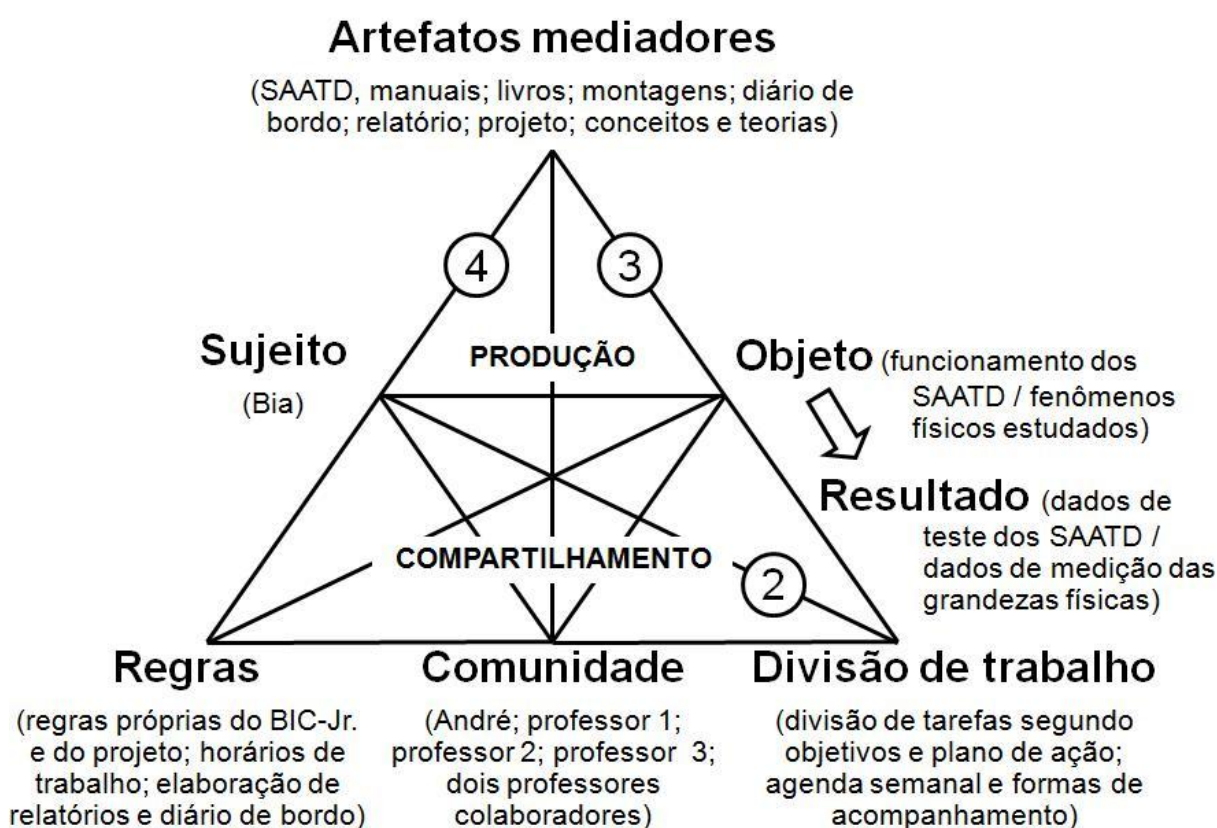 Artefatos mediadores
(SAATD, manuais; livros; montagens; diário de
bordo; relatório; projeto; conceitos e teorias)
4
3
Sujeito
(Bia)
PRODUÇÃO
Objeto (funcionamento dos
SAATD / fenômenos
físicos estudados)
Resultado (dados de
teste dos SAATD /
dados de medição das
grandezas físicas)
COMPARTILHAMENTO
2
Regras
(regras próprias do BIC-Jr.
e do projeto; horários de
trabalho; elaboração de
relatórios e diário de bordo)
Comunidade
(André; professor 1;
professor 2; professor 3;
dois professores
colaboradores)
Divisão de trabalho
(divisão de tarefas segundo
objetivos e plano de ação;
agenda semanal e formas de
acompanhamento)